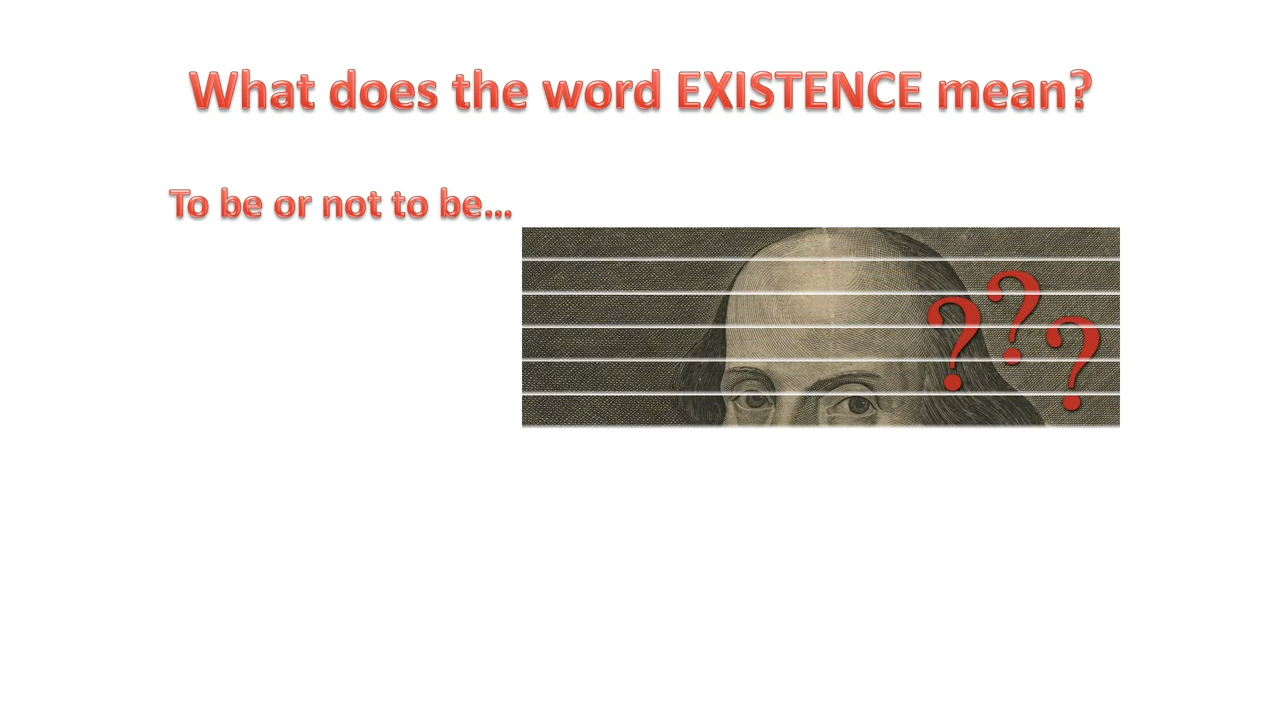 What does the word EXISTENCE mean?
To be or not to be...
? ? ?